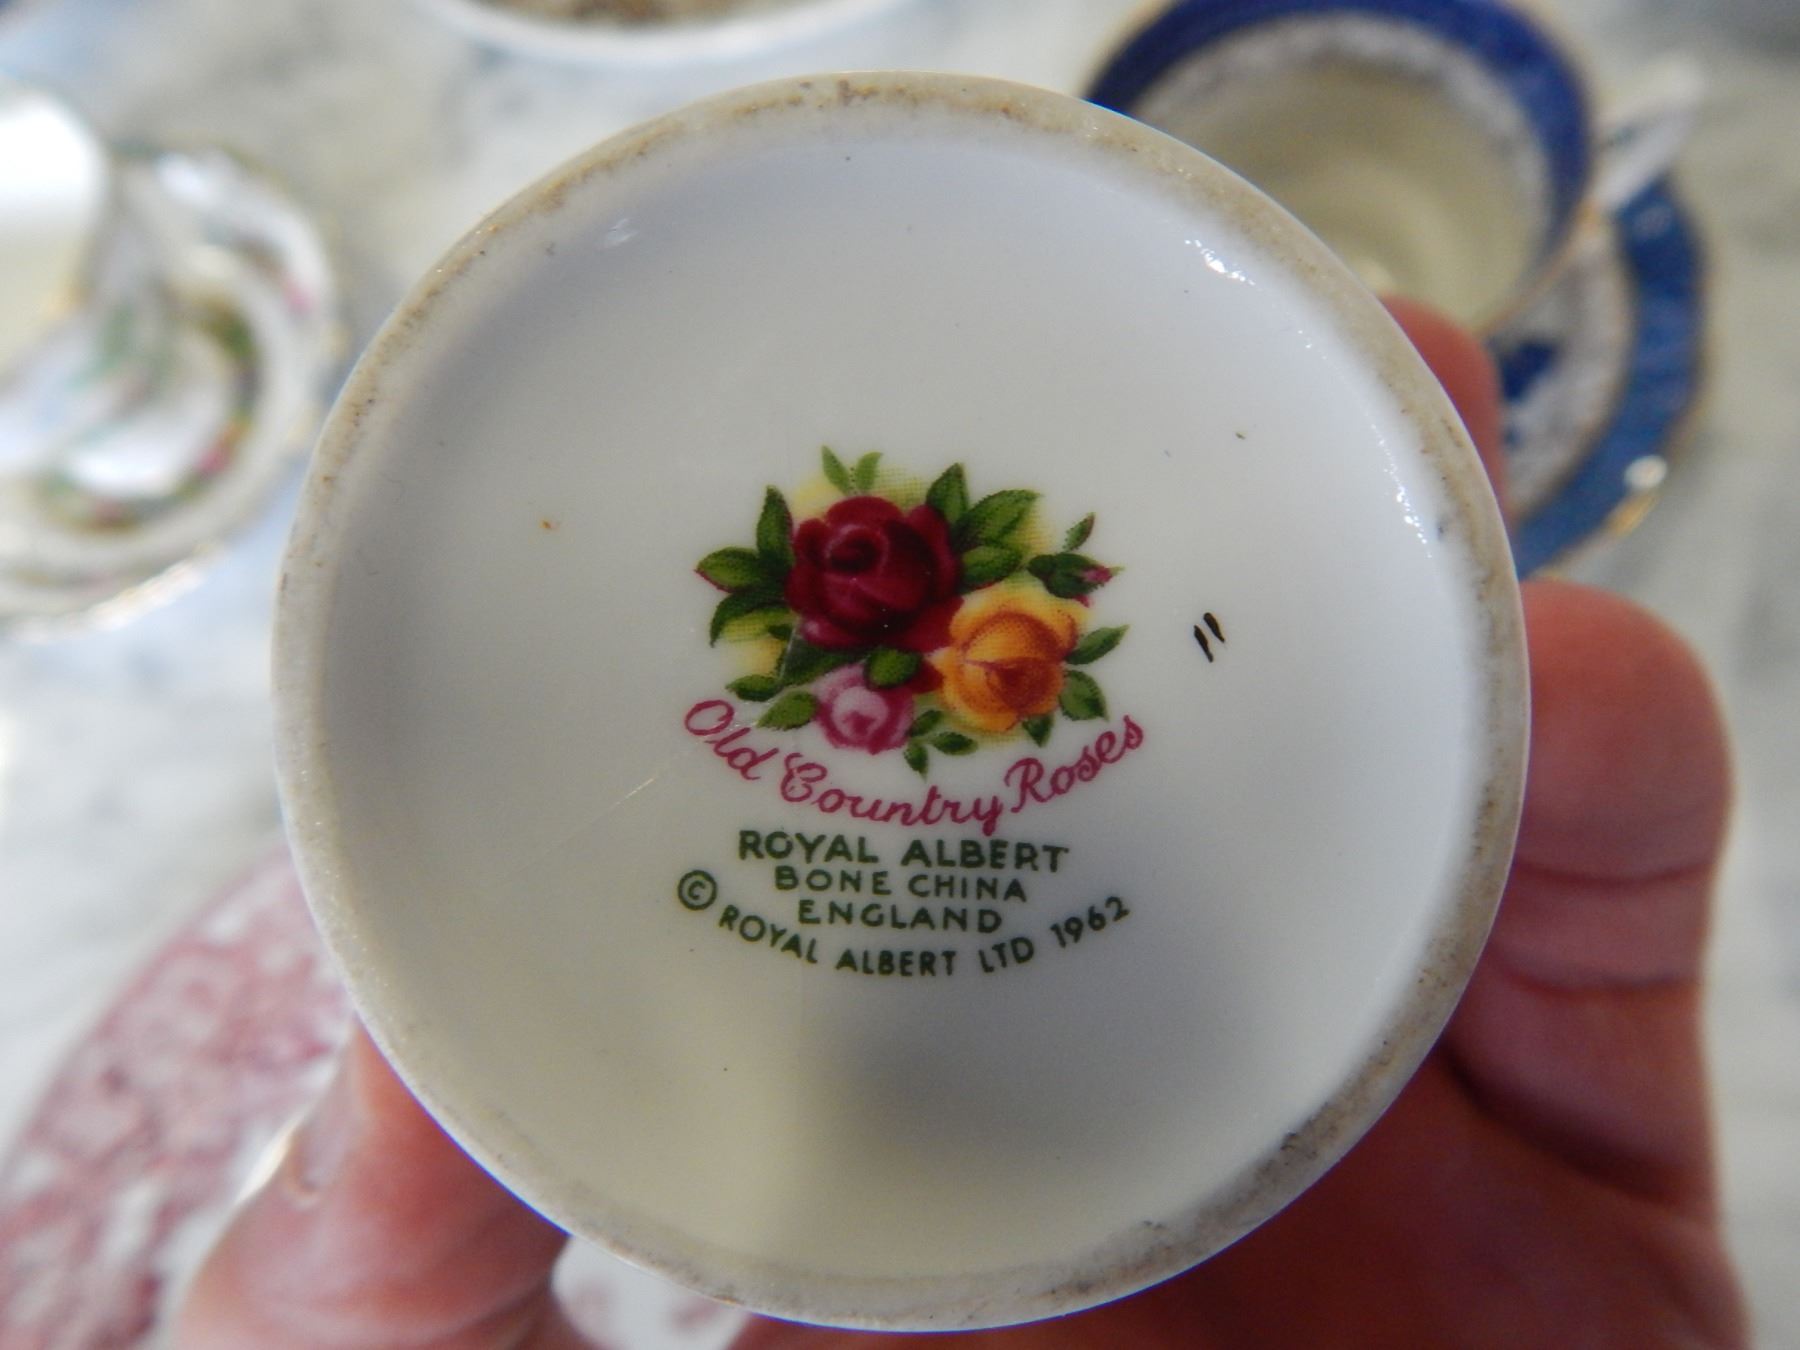 Old Country Roses
ROYAL ALBERT
BONE CHINA
ENGLAND
© ROYAL ALBERT LTD 1962